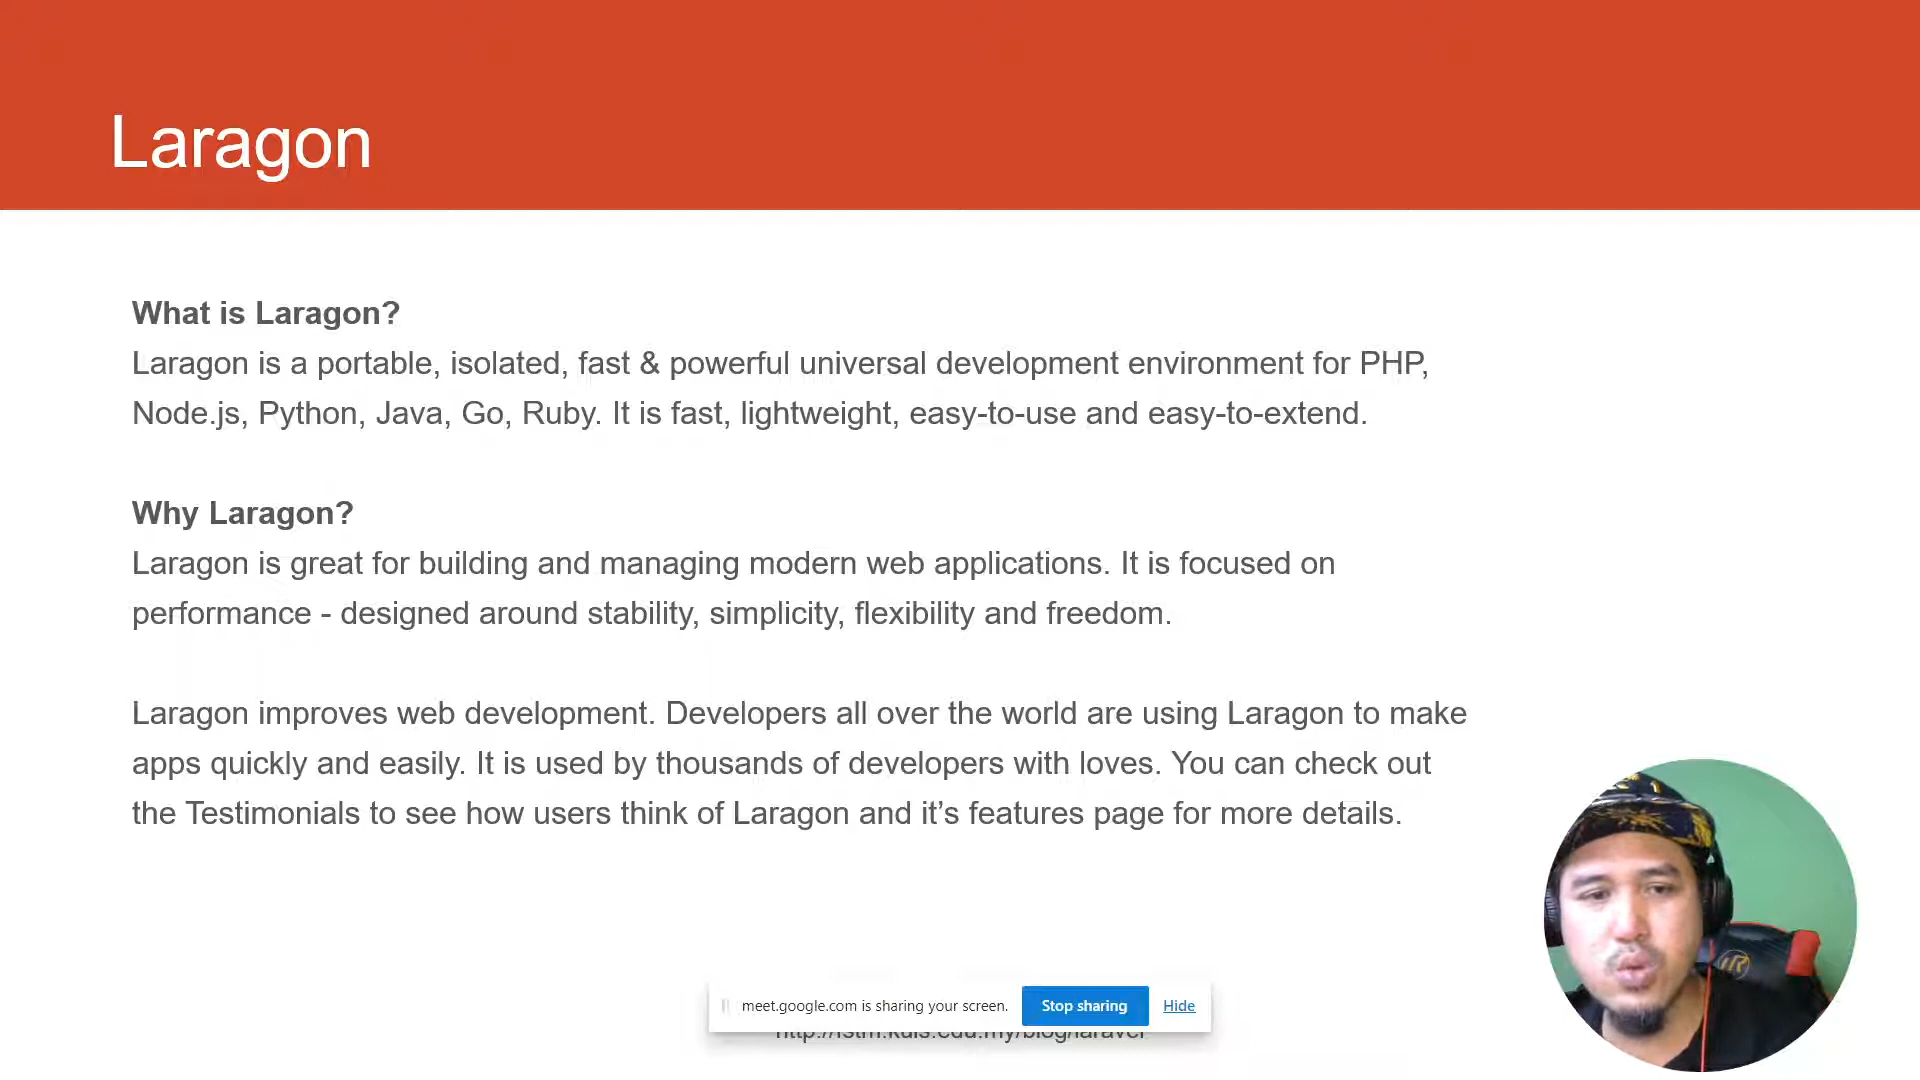 Laragon
What is Laragon?
Laragon is a portable, isolated, fast & powerful universal development environment for PHP,
Node.js, Python, Java, Go, Ruby. It is fast, lightweight, easy-to-use and easy-to-extend.
Why Laragon?
Laragon is great for building and managing modern web applications. It is focused on
performance - designed around stability, simplicity, flexibility and freedom.
Laragon improves web development. Developers all over the world are using Laragon to make
apps quickly and easily. It is used by thousands of developers with loves. You can check out
the Testimonials to see how users think of Laragon and it’s features page for more details.
meet.google.com is sharing your screen. Stop sharing Hide